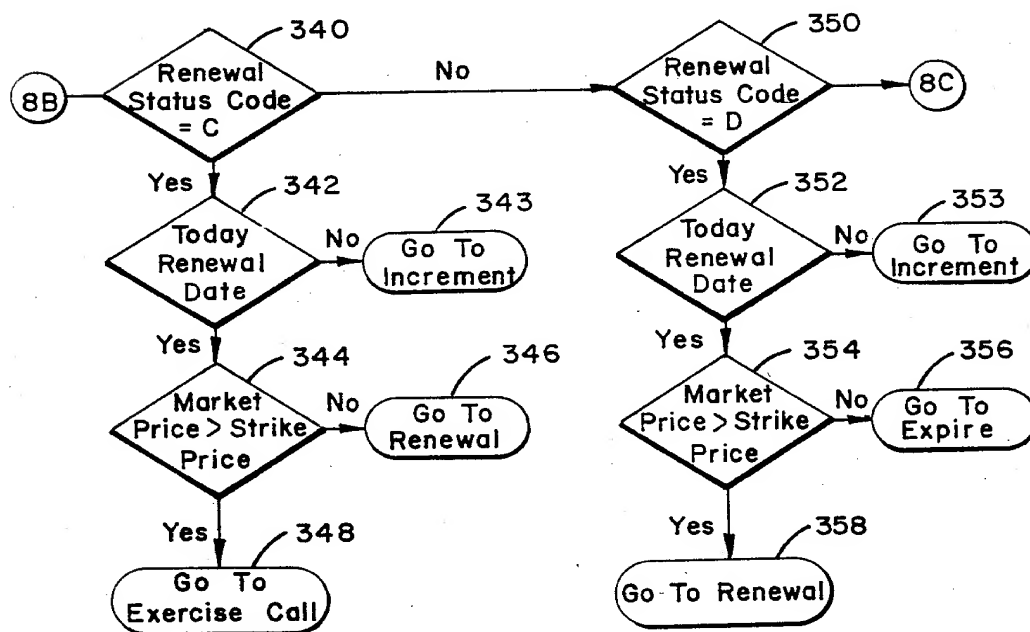 340
350
8B
Renewal
Status Code
= C
No
Renewal
Status Code
= D
8C
Yes
342
343
Yes
352
353
Today
Renewal
Date
No
Go To
Increment
Today
Renewal
Date
No
Go To
Increment
Yes
344
346
Yes
354
356
Market
Price > Strike
Price
No
Go To
Renewal
Market
Price > Strike
Price
No
Go To
Expire
Yes
348
Yes
358
Go To
Exercise Call
Go To Renewal